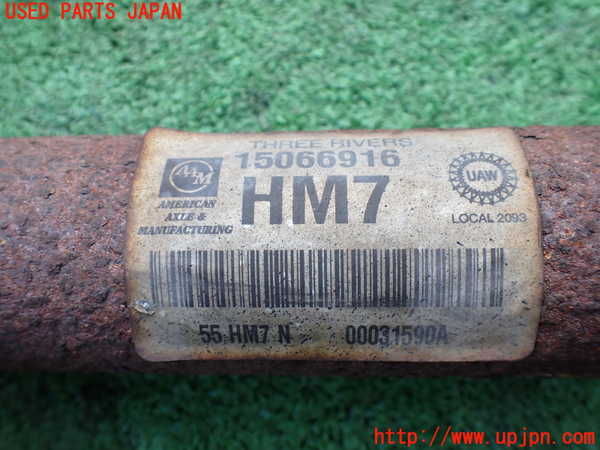 USED PARTS JAPAN
THREE RIVERS
15066916
HM7
AAM
AMERICAN
AXLE &
MANUFACTURING
UAW
LOCAL 2093
55 HM7 N 00031590A
http://www.upjpn.com/